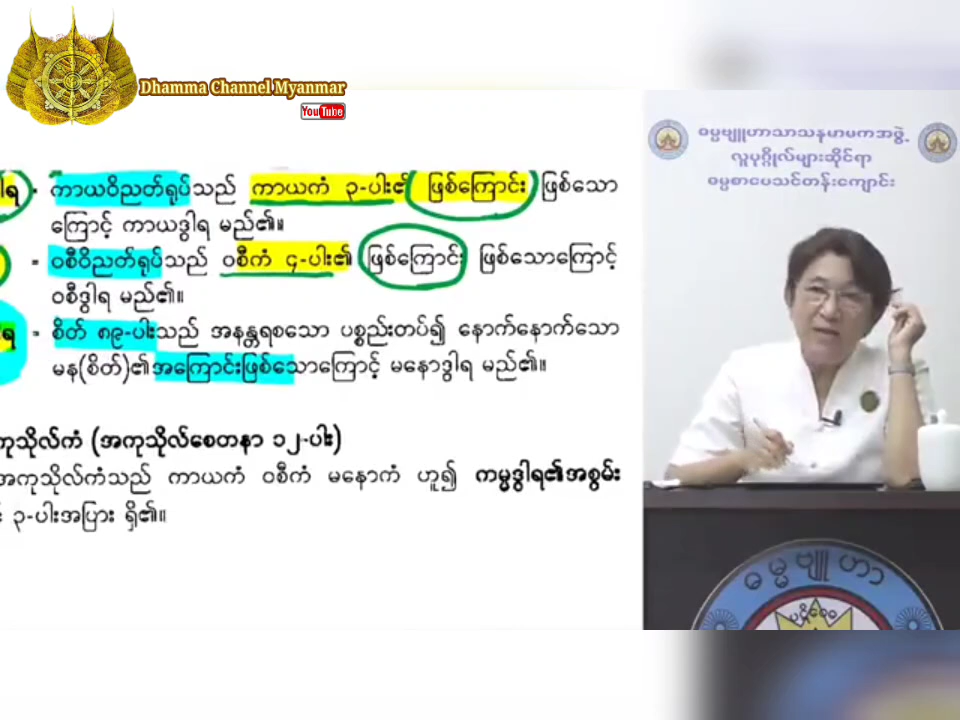 Dhamma Channel Myanmar
YouTube
ဓမ္မဗျူဟာသာသနာမာမကအဖွဲ့
လူပုဂ္ဂိုလ်များဆိုင်ရာ
ဓမ္မစာပေသင်တန်းကျောင်း
ဒွါရ - ကာယဝိညတ်ရုပ်သည် ကာယကံ ၃-ပါး၏ ဖြစ်ကြောင်း ဖြစ်သော
ကြောင့် ကာယဒွါရ မည်၏။
- ဝစီဝိညတ်ရုပ်သည် ဝစီကံ ၄-ပါး၏ ဖြစ်ကြောင်း ဖြစ်သောကြောင့်
ဝစီဒွါရ မည်၏။
ရ - စိတ် ၈၉-ပါးသည် အနန္တရစသော ပစ္စည်းတပ်၍ နောက်နောက်သော
မန(စိတ်)၏အကြောင်းဖြစ်သောကြောင့် မနောဒွါရ မည်၏။
ကုသိုလ်ကံ (အကုသိုလ်စေတနာ ၁၂-ပါး)
အကုသိုလ်ကံသည် ကာယကံ ဝစီကံ မနောကံ ဟူ၍ ကမ္မဒွါရ၏အစွမ်း
၃-ပါးအပြား ရှိ၏။
ဓမ္မဗျူဟာ